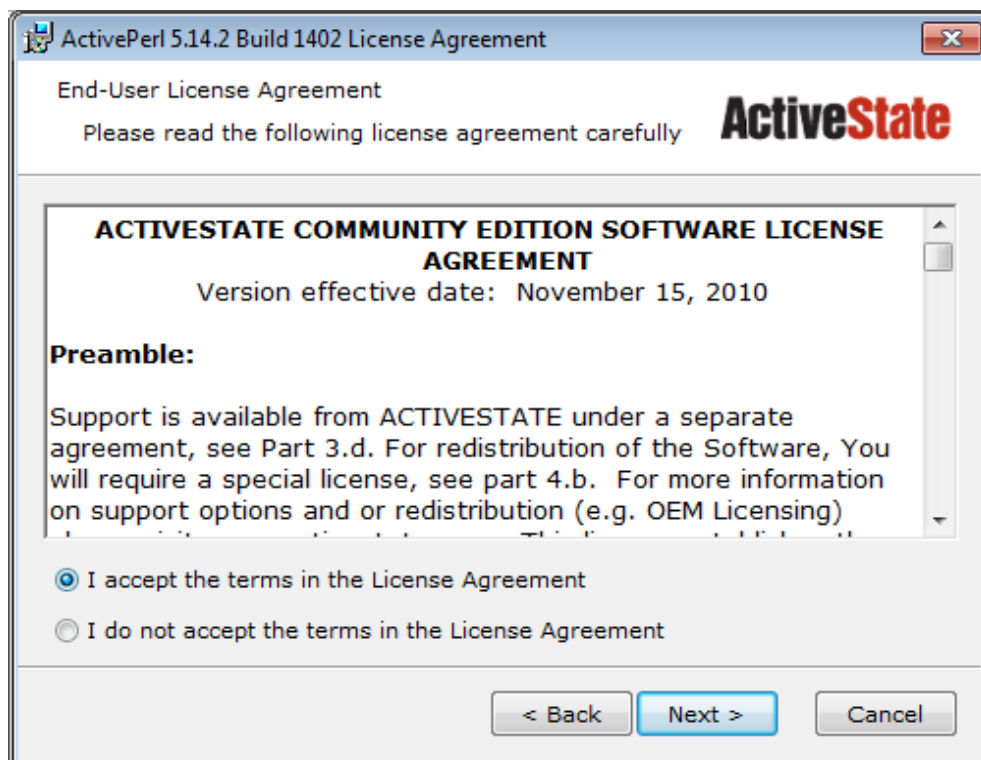 ActivePerl 5.14.2 Build 1402 License Agreement
End-User License Agreement
Please read the following license agreement carefully
ActiveState
ACTIVESTATE COMMUNITY EDITION SOFTWARE LICENSE
AGREEMENT
Version effective date: November 15, 2010
Preamble:
Support is available from ACTIVESTATE under a separate
agreement, see Part 3.d. For redistribution of the Software, You
will require a special license, see part 4.b. For more information
on support options and or redistribution (e.g. OEM Licensing)
I accept the terms in the License Agreement
I do not accept the terms in the License Agreement
< Back
Next >
Cancel